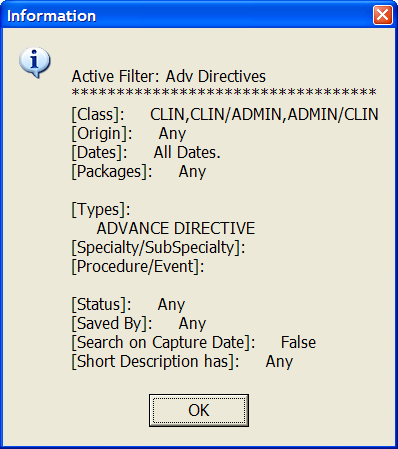 Information
Active Filter: Adv Directives
**********************************
[Class]: CLIN,CLIN/ADMIN,ADMIN/CLIN
[Origin]: Any
[Dates]: All Dates.
[Packages]: Any
[Types]:
ADVANCE DIRECTIVE
[Specialty/SubSpecialty]:
[Procedure/Event]:
[Status]: Any
[Saved By]: Any
[Search on Capture Date]: False
[Short Description has]: Any
OK